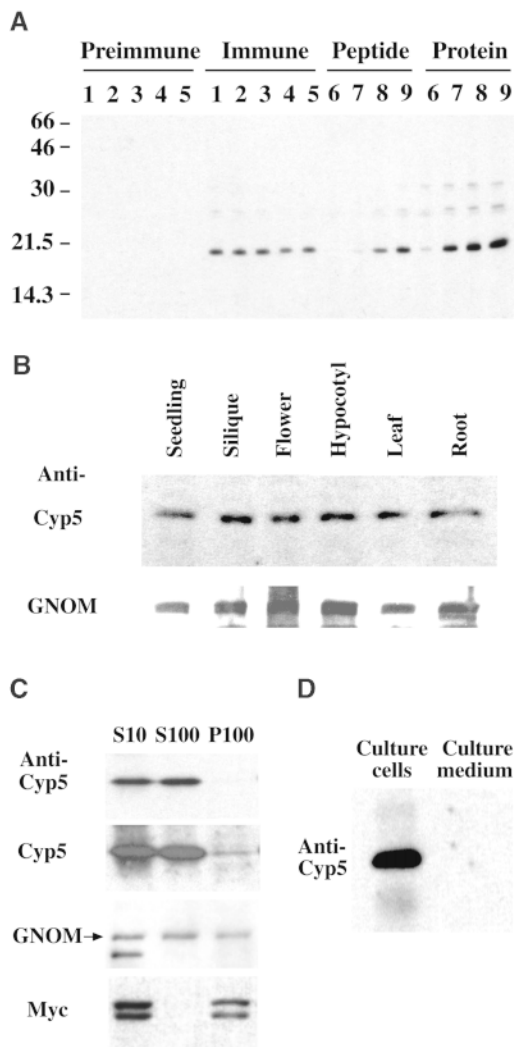 A
Preimmune Immune Peptide Protein
1 2 3 4 5 1 2 3 4 5 6 7 8 9 6 7 8 9
66 –
46 –
30 –
21.5 –
14.3 –
B
Seedling Silique Flower Hypocotyl Leaf Root
Anti-
Cyp5
GNOM
C
S10 S100 P100
Anti-
Cyp5
Cyp5
GNOM
Myc
D
Culture cells Culture medium
Anti-
Cyp5